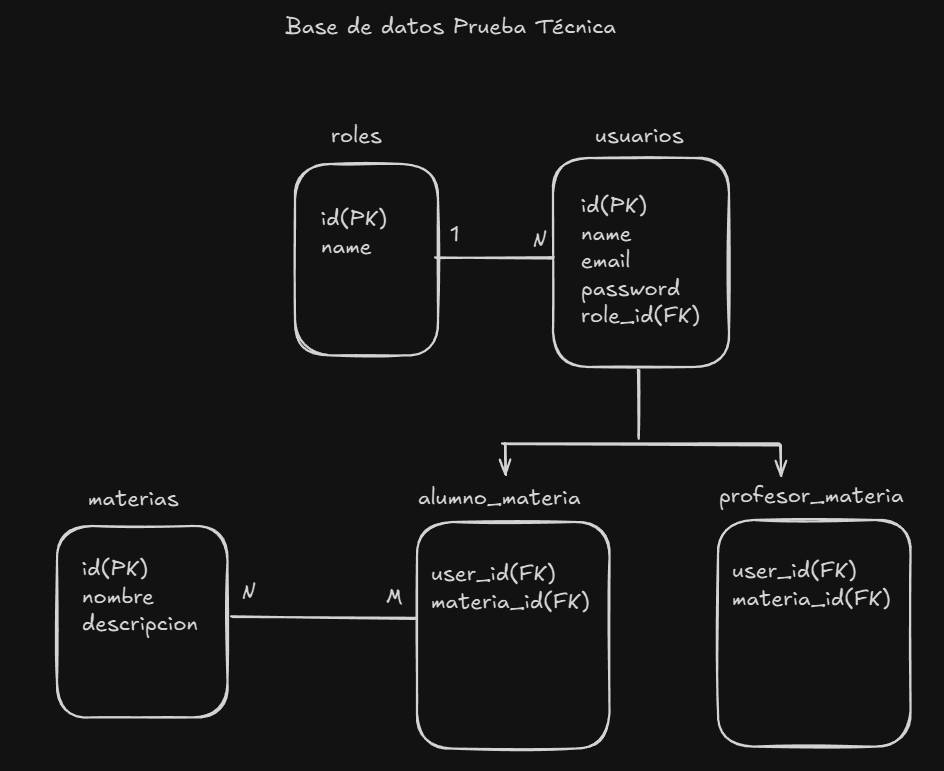 Base de datos Prueba Técnica
roles
id(PK)
name
1
N
usuarios
id(PK)
name
email
password
role_id(FK)
materias
id(PK)
nombre
descripcion
N
M
alumno_materia
user_id(FK)
materia_id(FK)
profesor_materia
user_id(FK)
materia_id(FK)